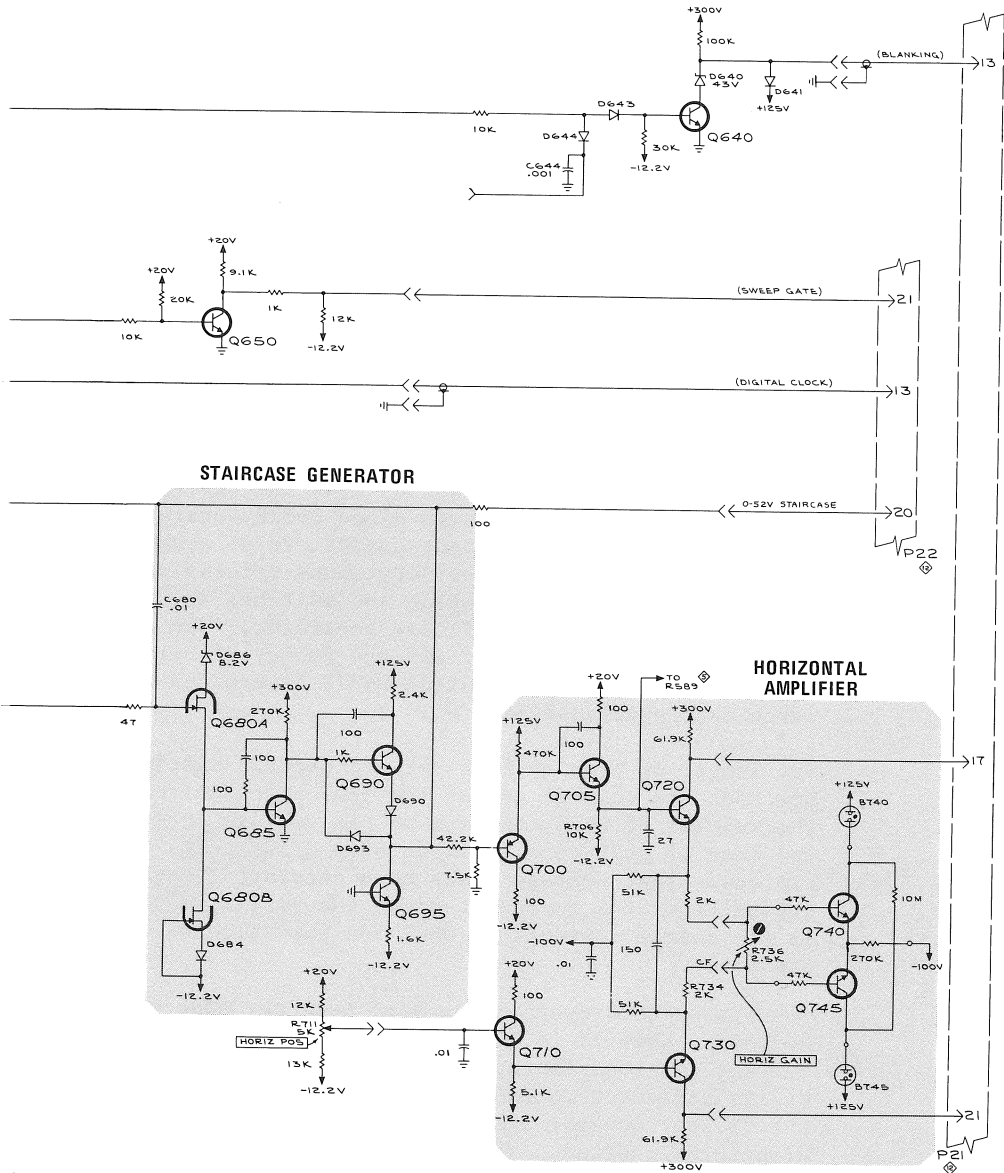 +300V
100K
(BLANKING)
13
D640
43V
D641
+125V
D643
10K
D644
Q640
30K
-12.2V
C644
.001
+20V
9.1K
+20V
20K
(SWEEP GATE)
21
1K
12K
10K
Q650
-12.2V
(DIGITAL CLOCK)
13
STAIRCASE GENERATOR
0-52V STAIRCASE
20
100
P22
12
C680
.01
+20V
D686
8.2V
+125V
HORIZONTAL
AMPLIFIER
+300V
2.4K
+20V
TO
R589
5
270K
100
+300V
47
Q680A
100
+125V
61.9K
100
1K
470K
100
17
Q690
Q705
Q720
+125V
B740
100
D690
Q685
D693
42.2K
R706
10K
27
-12.2V
Q700
7.5K
51K
2K
10M
Q680B
100
47K
Q695
-12.2V
Q740
D684
1.6K
-100V
150
R736
2.5K
270K
-100V
+20V
.01
CF
-12.2V
-12.2V
+20V
R734
2K
47K
12K
100
51K
Q745
R711
5K
HORIZ POS
.01
Q710
Q730
HORIZ GAIN
13K
5.1K
B745
-12.2V
-12.2V
+125V
21
61.9K
+300V
P21
12